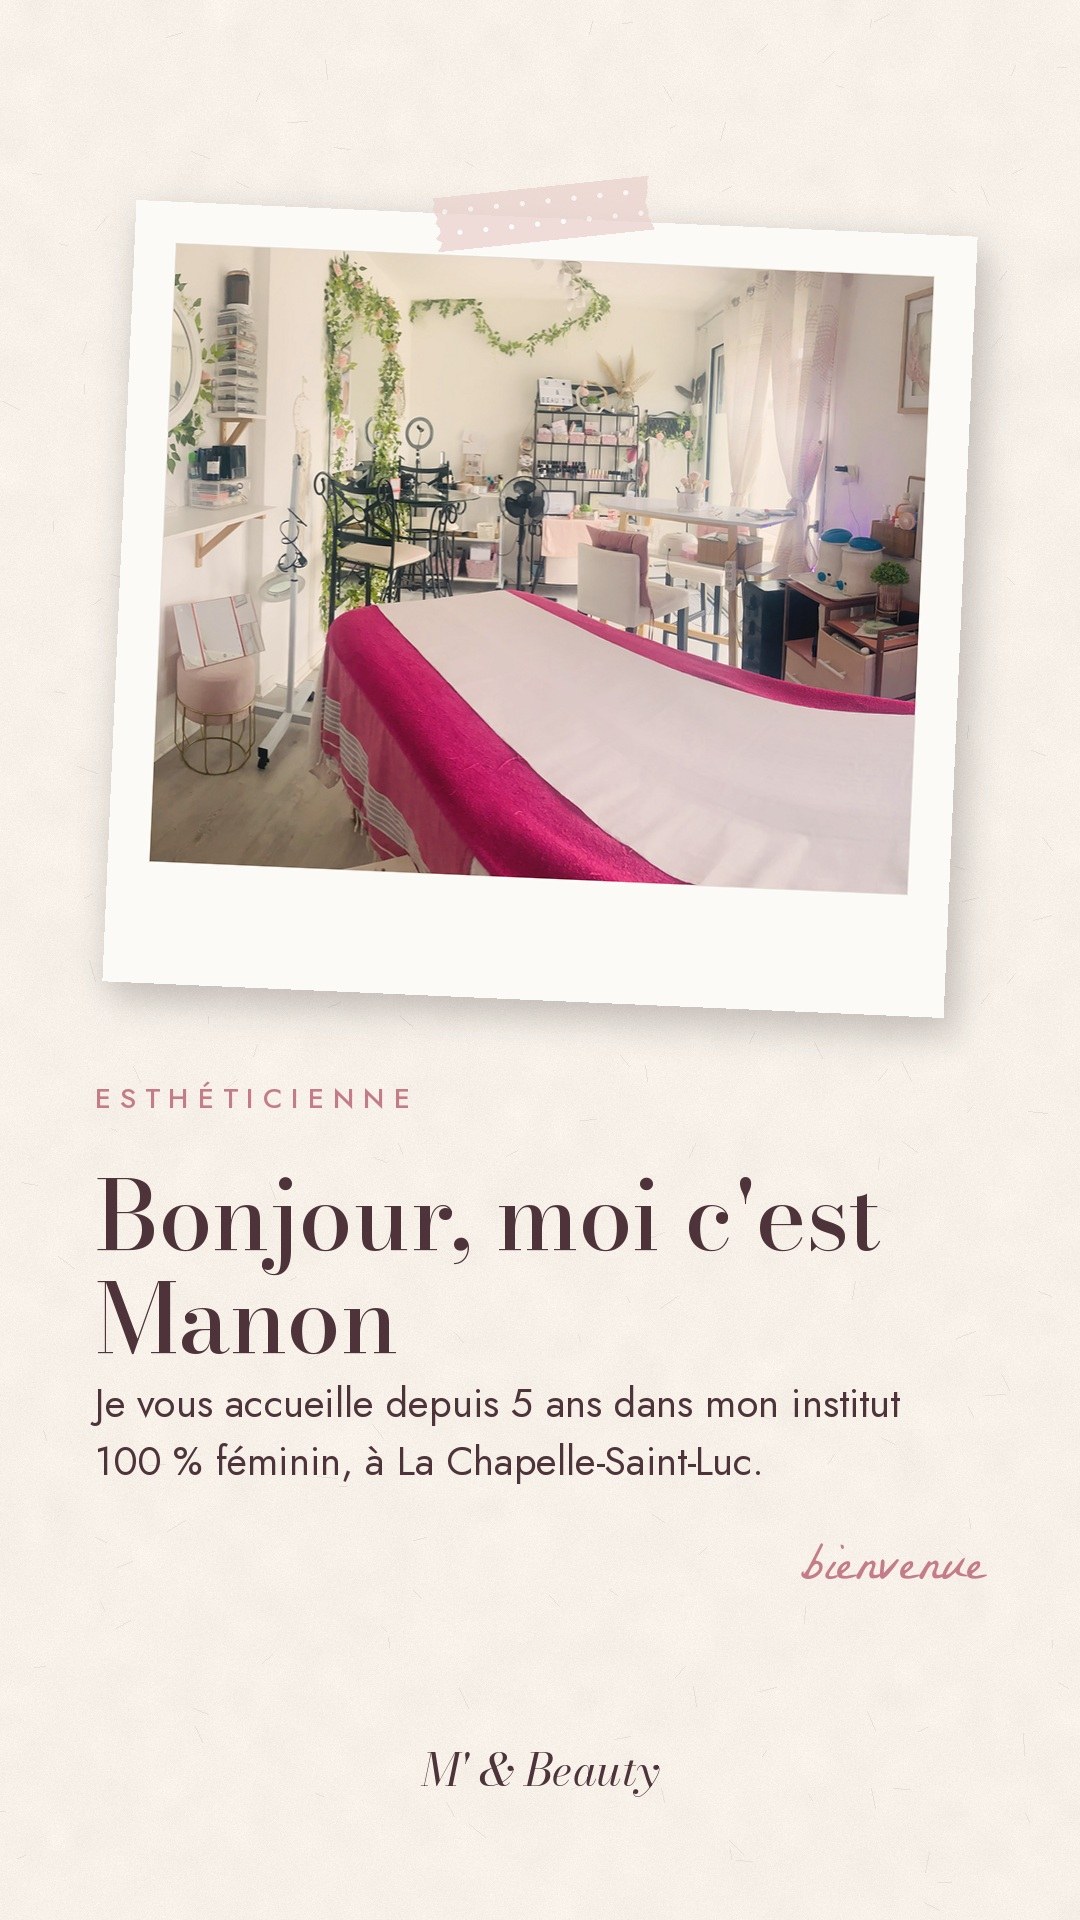 ESTHÉTICIENNE
Bonjour, moi c'est
Manon
Je vous accueille depuis 5 ans dans mon institut
100 % féminin, à La Chapelle-Saint-Luc.
bienvenue
M' & Beauty